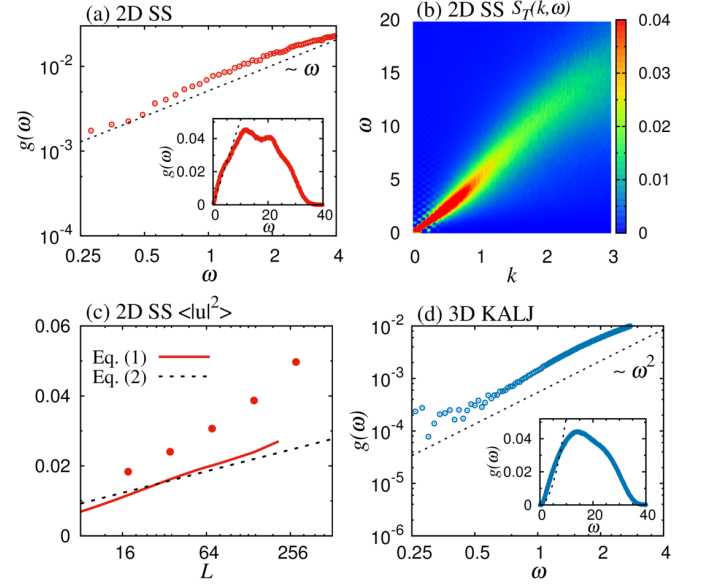 (a) 2D SS
10^-2
10^-3
10^-4
g(ω)
~ ω
0.04
0.02
0
g(ω)
0 20 40
ω
0.25 0.5 1 2 4
ω
(b) 2D SS S_T(k,ω)
20
15
10
5
0
ω
0 1 2 3
k
0.04
0.03
0.02
0.01
0
(c) 2D SS <|u|^2>
0.06
0.04
0.02
0
Eq. (1)
Eq. (2)
16 64 256
L
(d) 3D KALJ
10^-2
10^-3
10^-4
10^-5
10^-6
g(ω)
~ ω^2
0.04
0.02
0
g(ω)
0 20 40
ω
0.25 0.5 1 2 4
ω